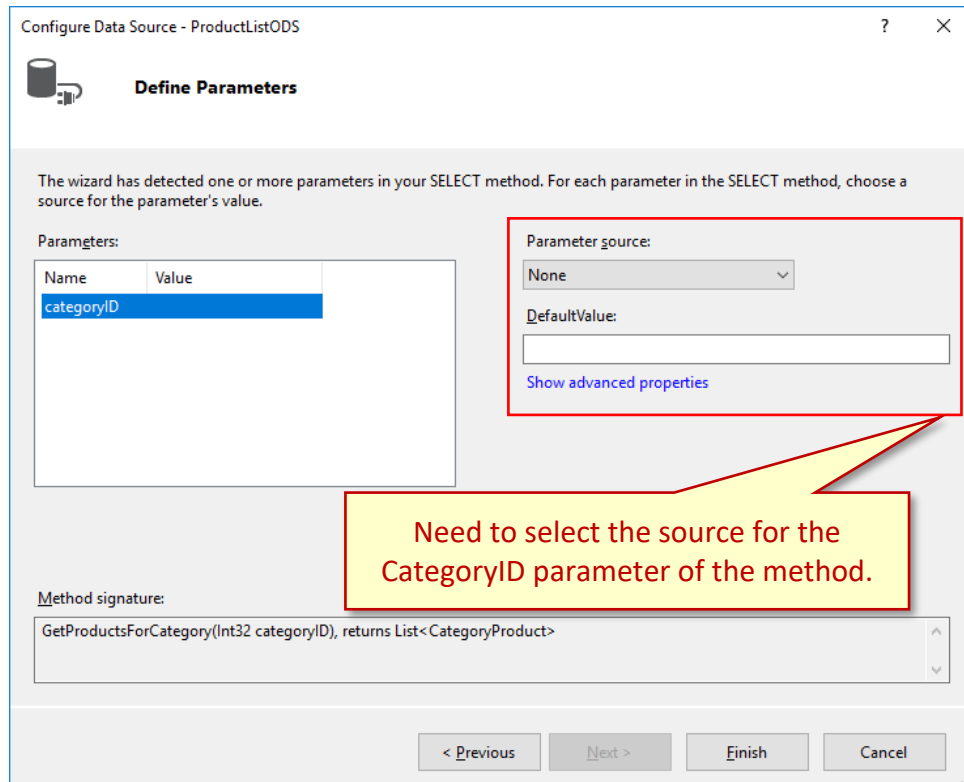 Configure Data Source - ProductListODS
?
Define Parameters
The wizard has detected one or more parameters in your SELECT method. For each parameter in the SELECT method, choose a
source for the parameter's value.
Parameters:
Name Value
categoryID
Parameter source:
None
DefaultValue:
Show advanced properties
Need to select the source for the
CategoryID parameter of the method.
Method signature:
GetProductsForCategory(Int32 categoryID), returns List<CategoryProduct>
< Previous Next > Finish Cancel